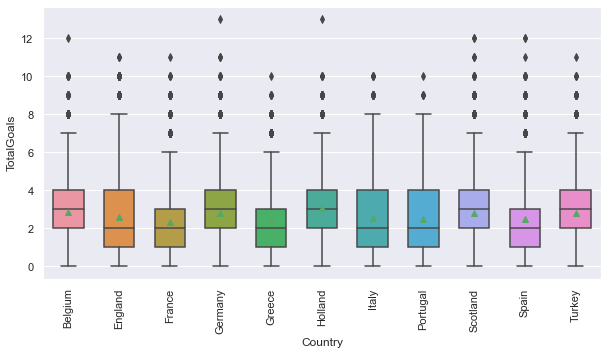 TotalGoals
12
10
8
6
4
2
0
Belgium
England
France
Germany
Greece
Holland
Italy
Portugal
Scotland
Spain
Turkey
Country